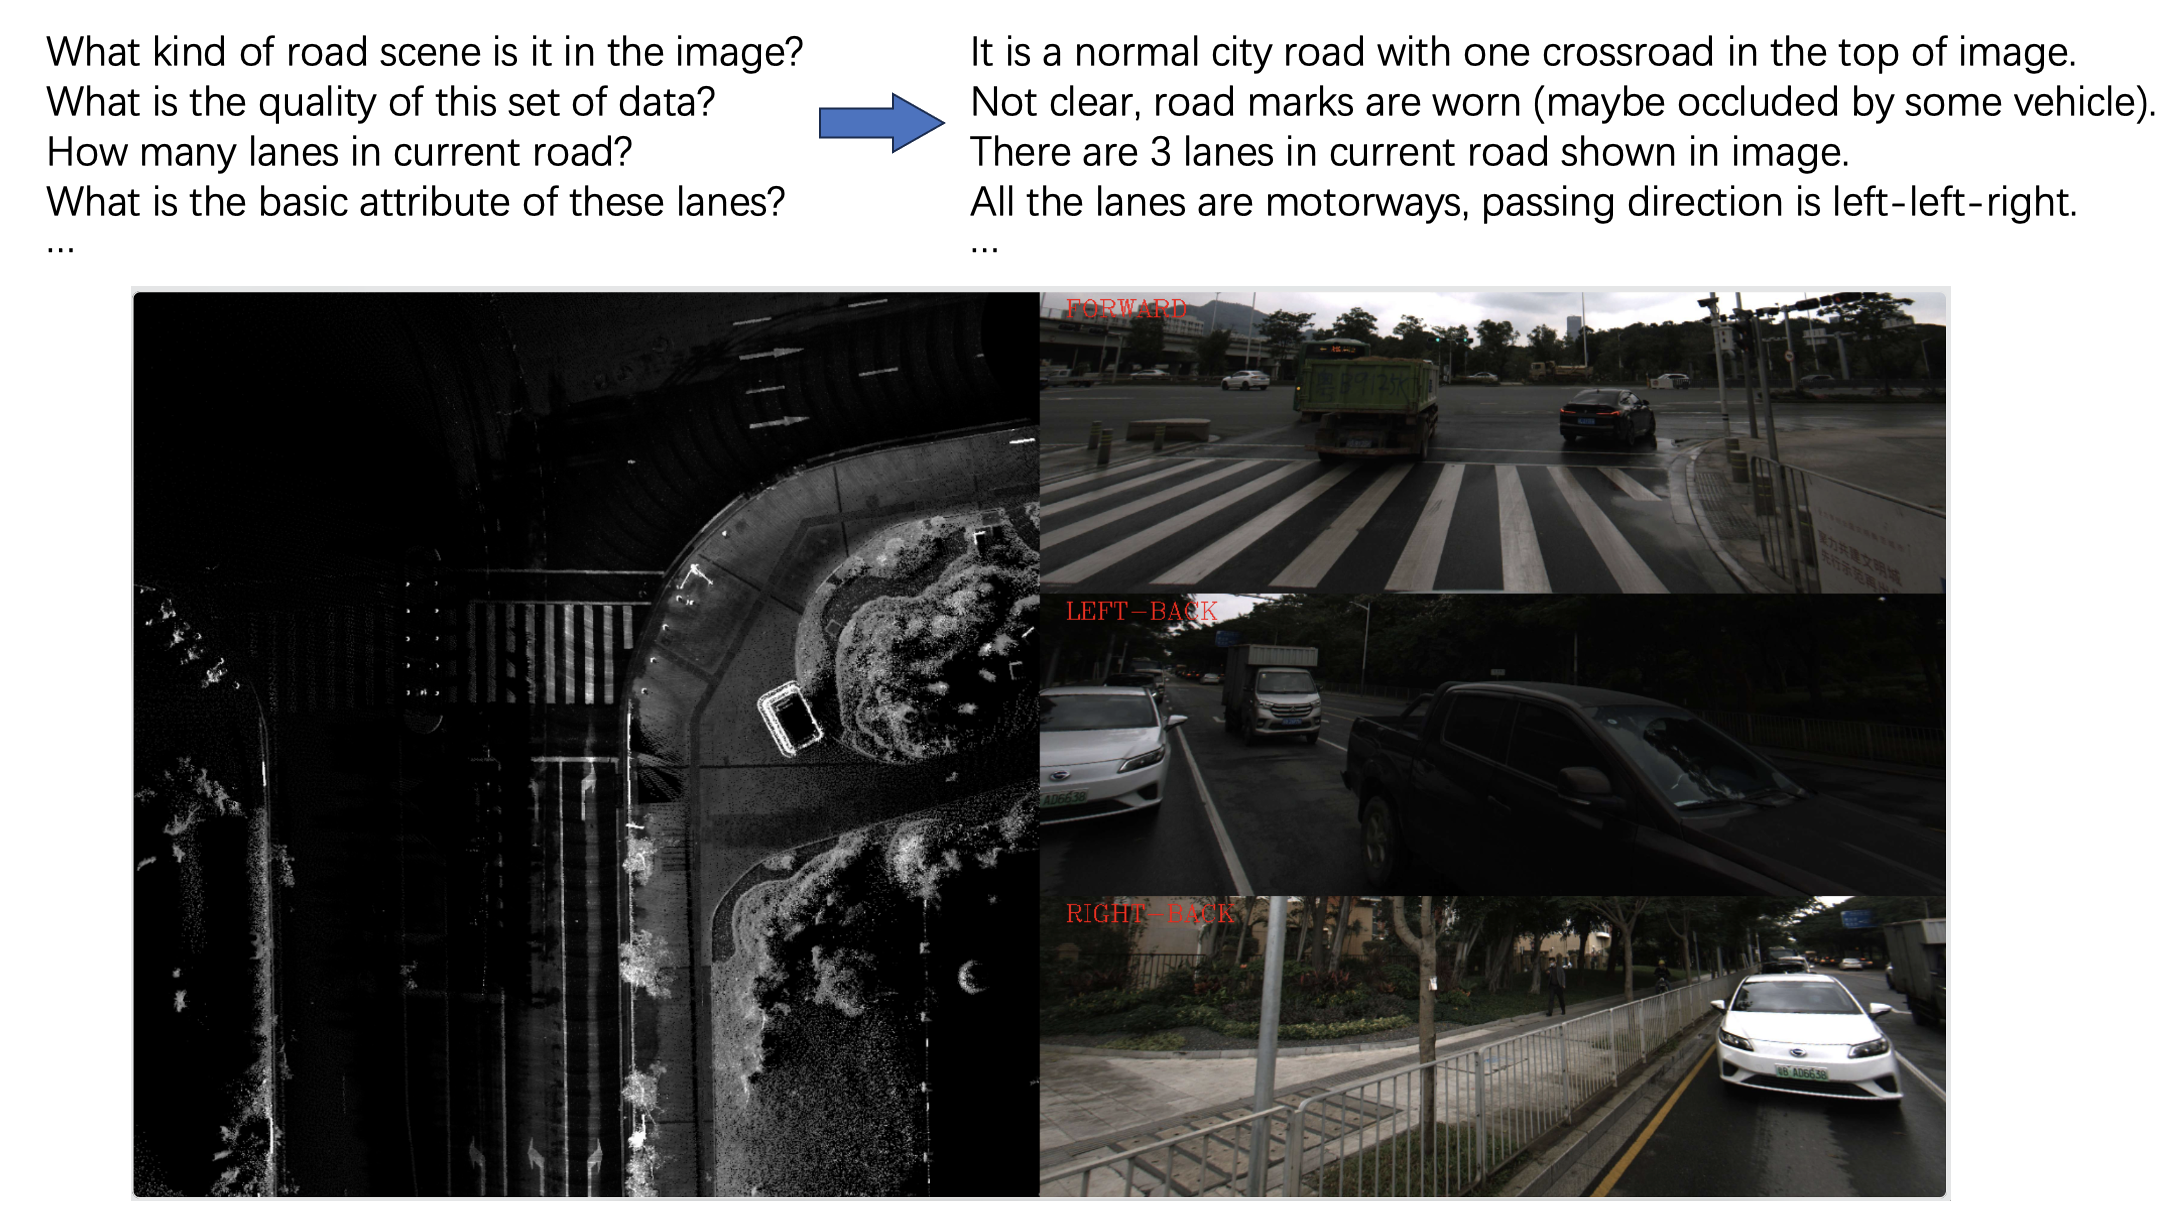 What kind of road scene is it in the image?
What is the quality of this set of data?
How many lanes in current road?
What is the basic attribute of these lanes?
...
It is a normal city road with one crossroad in the top of image.
Not clear, road marks are worn (maybe occluded by some vehicle).
There are 3 lanes in current road shown in image.
All the lanes are motorways, passing direction is left-left-right.
...
FORWARD
LEFT-BACK
AD6638
RIGHT-BACK
AD6638